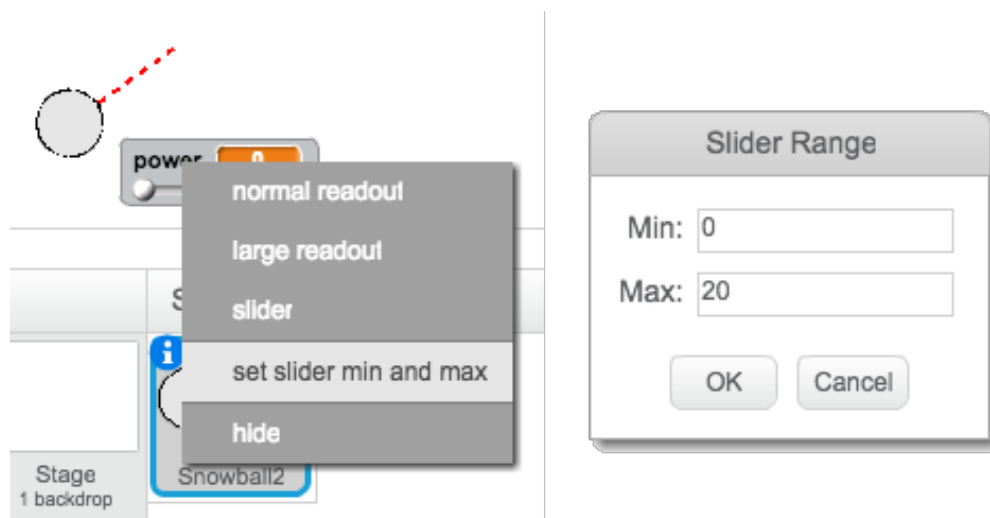 power 0
normal readout
large readout
slider
set slider min and max
hide
S
i
Stage
1 backdrop
Snowball2
Slider Range
Min: 0
Max: 20
OK Cancel